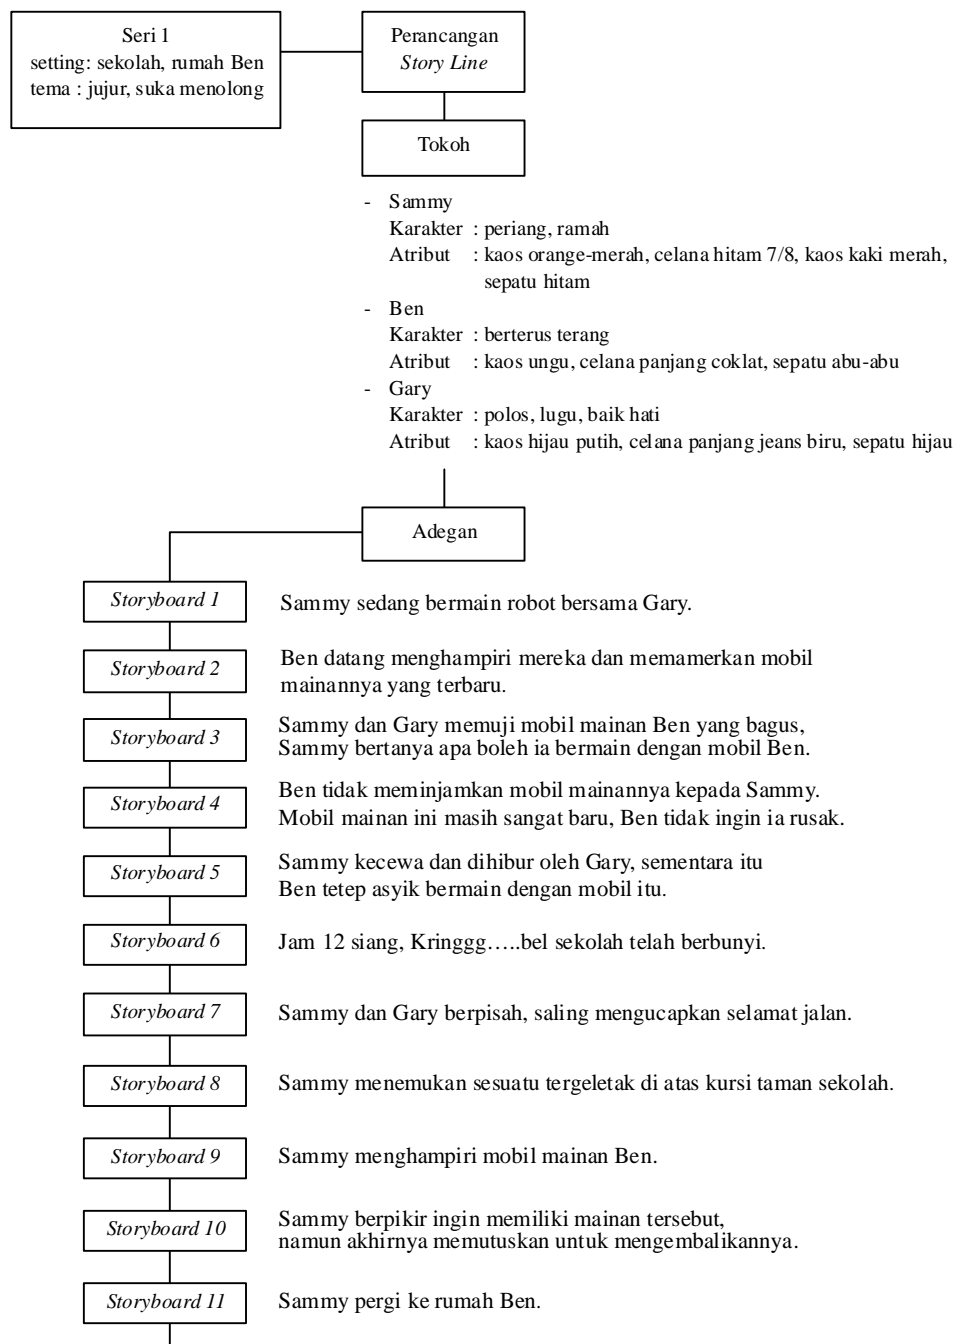 Seri 1
setting: sekolah, rumah Ben
tema : jujur, suka menolong
Perancangan
Story Line
Tokoh
- Sammy
Karakter : periang, ramah
Atribut : kaos orange-merah, celana hitam 7/8, kaos kaki merah,
sepatu hitam
- Ben
Karakter : berterus terang
Atribut : kaos ungu, celana panjang coklat, sepatu abu-abu
- Gary
Karakter : polos, lugu, baik hati
Atribut : kaos hijau putih, celana panjang jeans biru, sepatu hijau
Adegan
Storyboard 1
Sammy sedang bermain robot bersama Gary.
Storyboard 2
Ben datang menghampiri mereka dan memamerkan mobil
mainannya yang terbaru.
Storyboard 3
Sammy dan Gary memuji mobil mainan Ben yang bagus,
Sammy bertanya apa boleh ia bermain dengan mobil Ben.
Storyboard 4
Ben tidak meminjamkan mobil mainannya kepada Sammy.
Mobil mainan ini masih sangat baru, Ben tidak ingin ia rusak.
Storyboard 5
Sammy kecewa dan dihibur oleh Gary, sementara itu
Ben tetep asyik bermain dengan mobil itu.
Storyboard 6
Jam 12 siang, Kringgg…..bel sekolah telah berbunyi.
Storyboard 7
Sammy dan Gary berpisah, saling mengucapkan selamat jalan.
Storyboard 8
Sammy menemukan sesuatu tergeletak di atas kursi taman sekolah.
Storyboard 9
Sammy menghampiri mobil mainan Ben.
Storyboard 10
Sammy berpikir ingin memiliki mainan tersebut,
namun akhirnya memutuskan untuk mengembalikannya.
Storyboard 11
Sammy pergi ke rumah Ben.